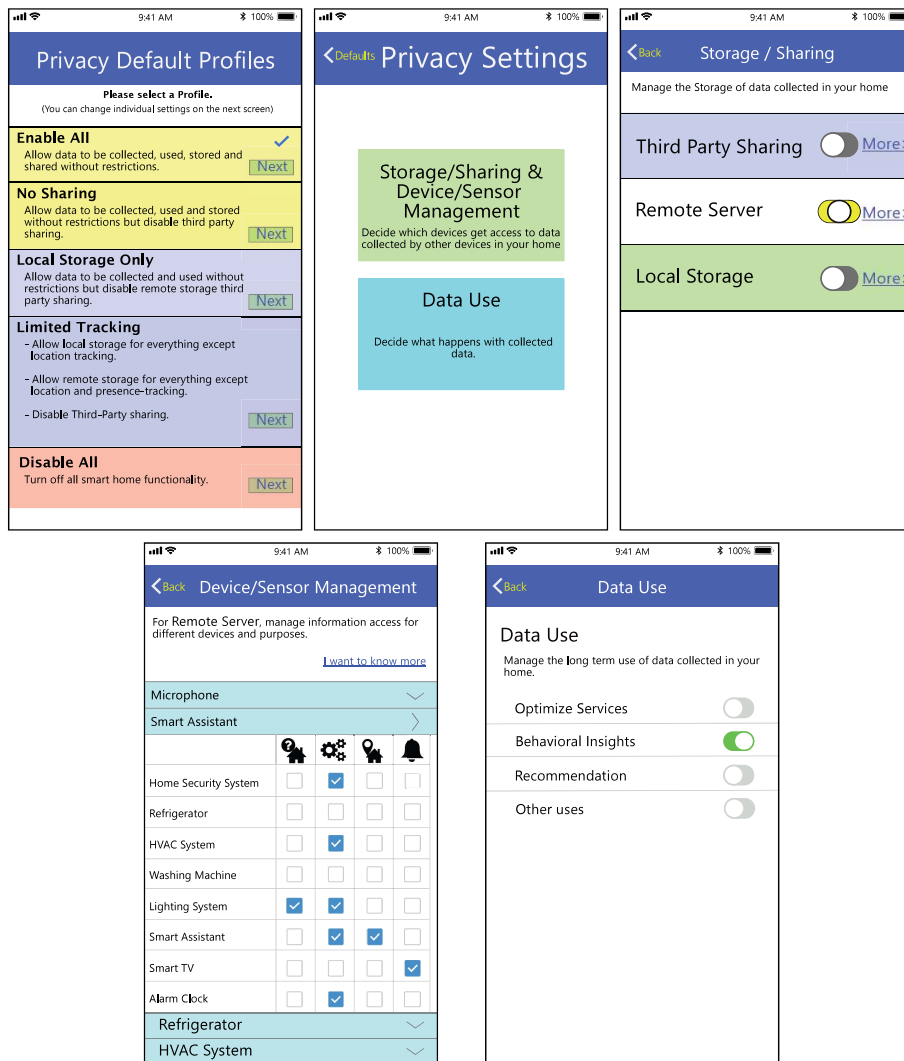 9:41 AM
100%
Privacy Default Profiles
Please select a Profile.
(You can change individual settings on the next screen)
Enable All
Allow data to be collected, used, stored and
shared without restrictions.
Next
No Sharing
Allow data to be collected, used and stored
without restrictions but disable third party
sharing.
Next
Local Storage Only
Allow data to be collected and used without
restrictions but disable remote storage third
party sharing.
Next
Limited Tracking
- Allow local storage for everything except
location tracking.
- Allow remote storage for everything except
location and presence-tracking.
- Disable Third-Party sharing.
Next
Disable All
Turn off all smart home functionality.
Next
9:41 AM
100%
Defaults Privacy Settings
Storage/Sharing &
Device/Sensor
Management
Decide which devices get access to data
collected by other devices in your home
Data Use
Decide what happens with collected
data.
9:41 AM
100%
Back Storage / Sharing
Manage the Storage of data collected in your home
Third Party Sharing More>
Remote Server More>
Local Storage More>
9:41 AM
100%
Back Device/Sensor Management
For Remote Server, manage information access for
different devices and purposes.
I want to know more
Microphone
Smart Assistant
Home Security System
Refrigerator
HVAC System
Washing Machine
Lighting System
Smart Assistant
Smart TV
Alarm Clock
Refrigerator
HVAC System
9:41 AM
100%
Back Data Use
Data Use
Manage the long term use of data collected in your
home.
Optimize Services
Behavioral Insights
Recommendation
Other uses